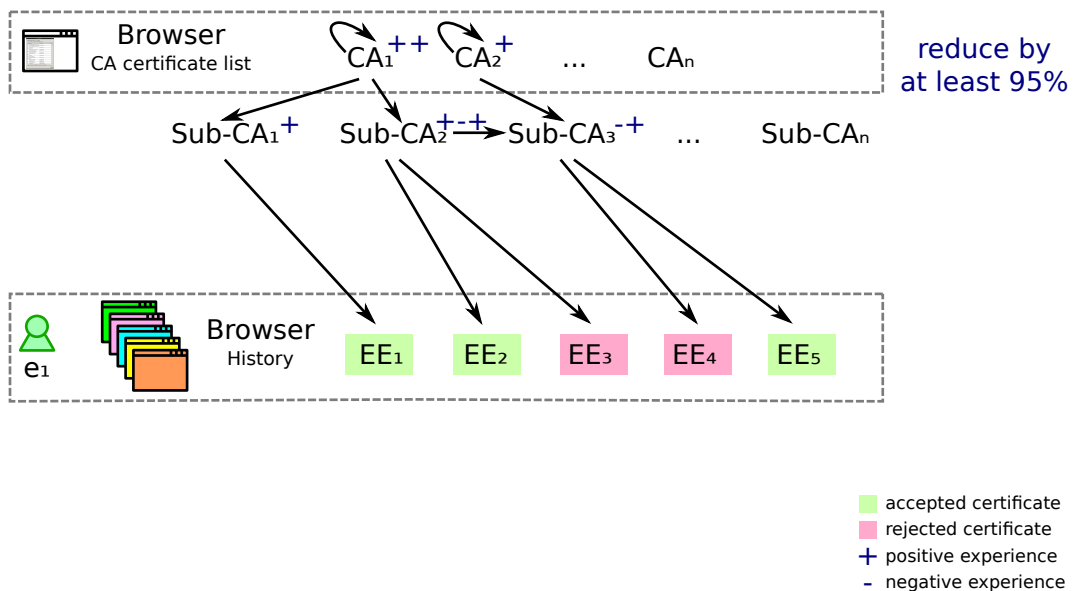 Browser
CA certificate list
CA₁++
CA₂+
...
CAₙ
reduce by
at least 95%
Sub-CA₁+
Sub-CA₂+-+
Sub-CA₃-+
...
Sub-CAₙ
e₁
Browser
History
EE₁
EE₂
EE₃
EE₄
EE₅
accepted certificate
rejected certificate
+ positive experience
- negative experience